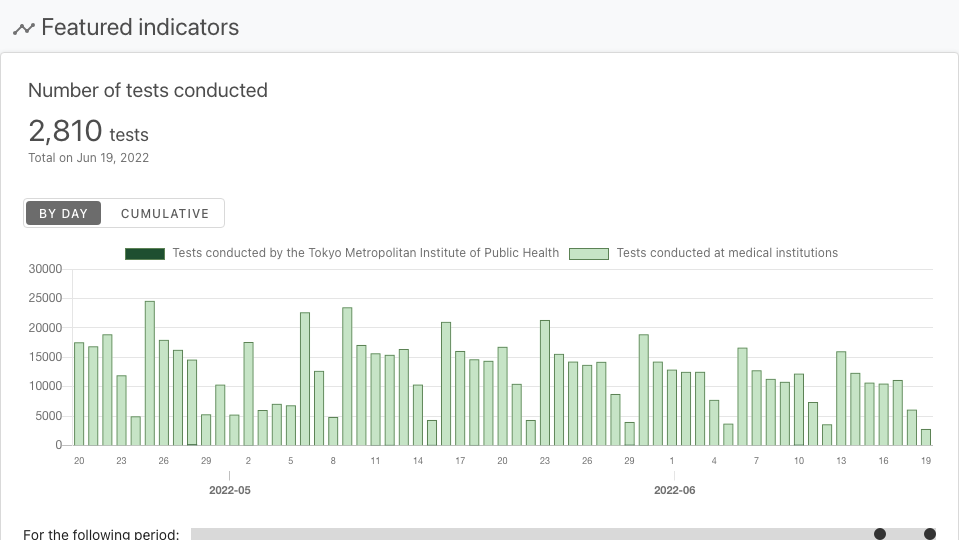 Featured indicators
Number of tests conducted
2,810 tests
Total on Jun 19, 2022
BY DAY CUMULATIVE
Tests conducted by the Tokyo Metropolitan Institute of Public Health Tests conducted at medical institutions
30000
25000
20000
15000
10000
5000
0
20 23 26 29 2 5 8 11 14 17 20 23 26 29 1 4 7 10 13 16 19
2022-05 2022-06
For the following period: